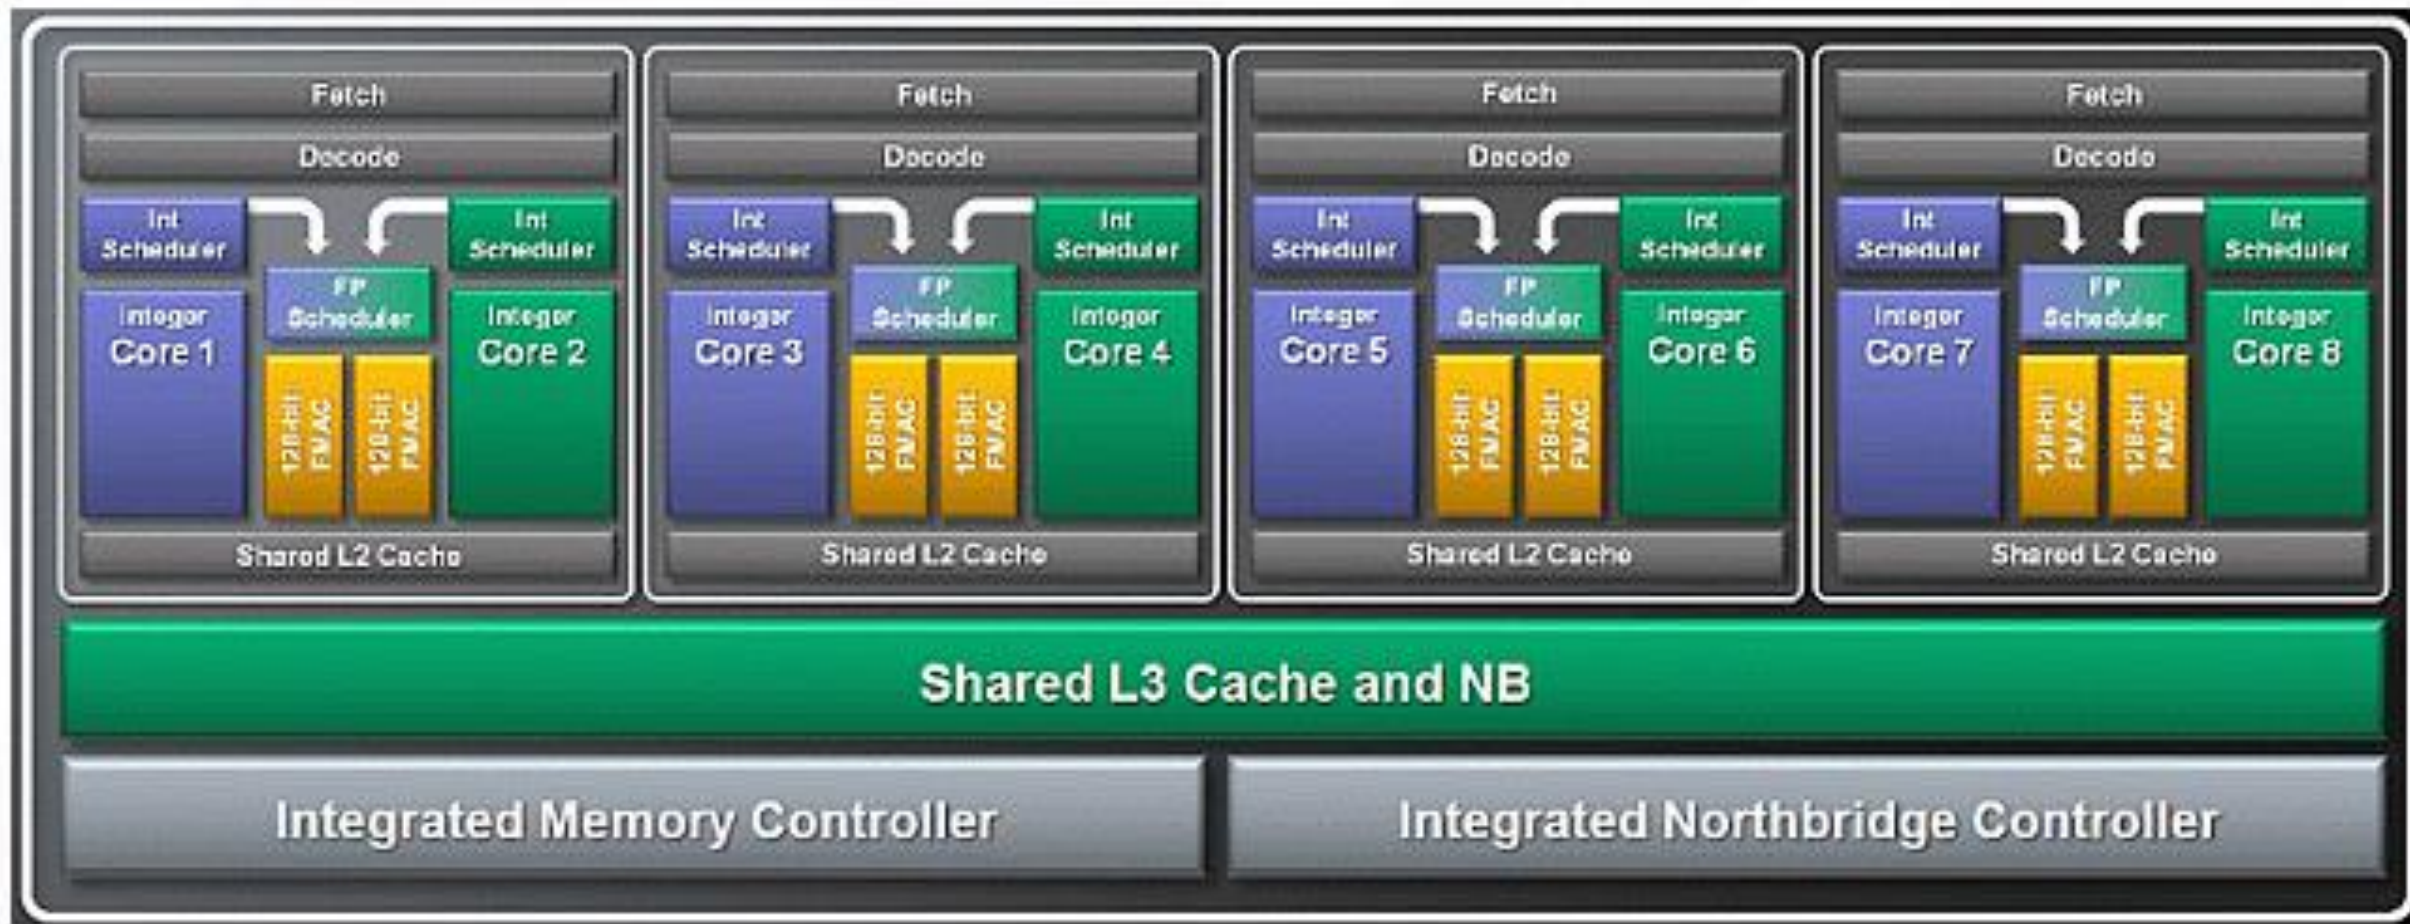 Fetch
Decode
Int
Scheduler
Int
Scheduler
FP
Scheduler
Integer
Core 1
Integer
Core 2
128-bit
FMAC
128-bit
FMAC
Shared L2 Cache
Fetch
Decode
Int
Scheduler
Int
Scheduler
FP
Scheduler
Integer
Core 3
Integer
Core 4
128-bit
FMAC
128-bit
FMAC
Shared L2 Cache
Fetch
Decode
Int
Scheduler
Int
Scheduler
FP
Scheduler
Integer
Core 5
Integer
Core 6
128-bit
FMAC
128-bit
FMAC
Shared L2 Cache
Fetch
Decode
Int
Scheduler
Int
Scheduler
FP
Scheduler
Integer
Core 7
Integer
Core 8
128-bit
FMAC
128-bit
FMAC
Shared L2 Cache
Shared L3 Cache and NB
Integrated Memory Controller
Integrated Northbridge Controller